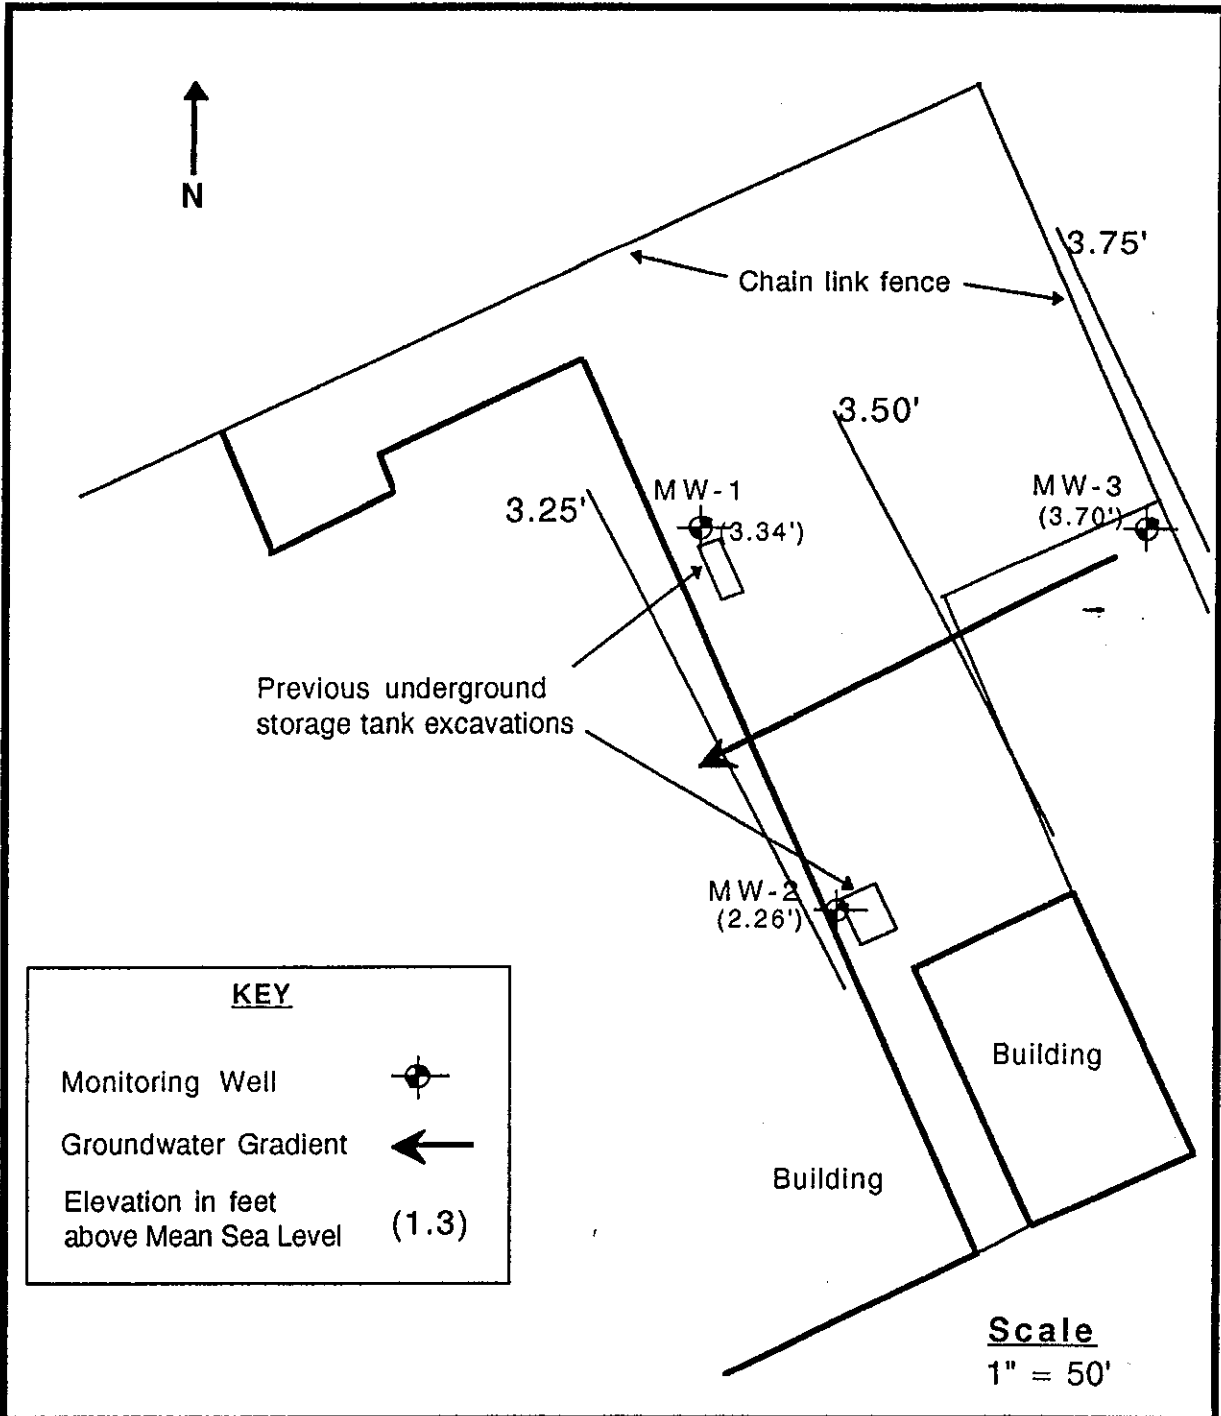 N
3.75'
Chain link fence
3.50'
MW-1
(3.34')
MW-3
(3.70')
3.25'
Previous underground
storage tank excavations
MW-2
(2.26')
KEY
Monitoring Well
Groundwater Gradient
Elevation in feet
above Mean Sea Level
(1.3)
Building
Building
Scale
1" = 50'